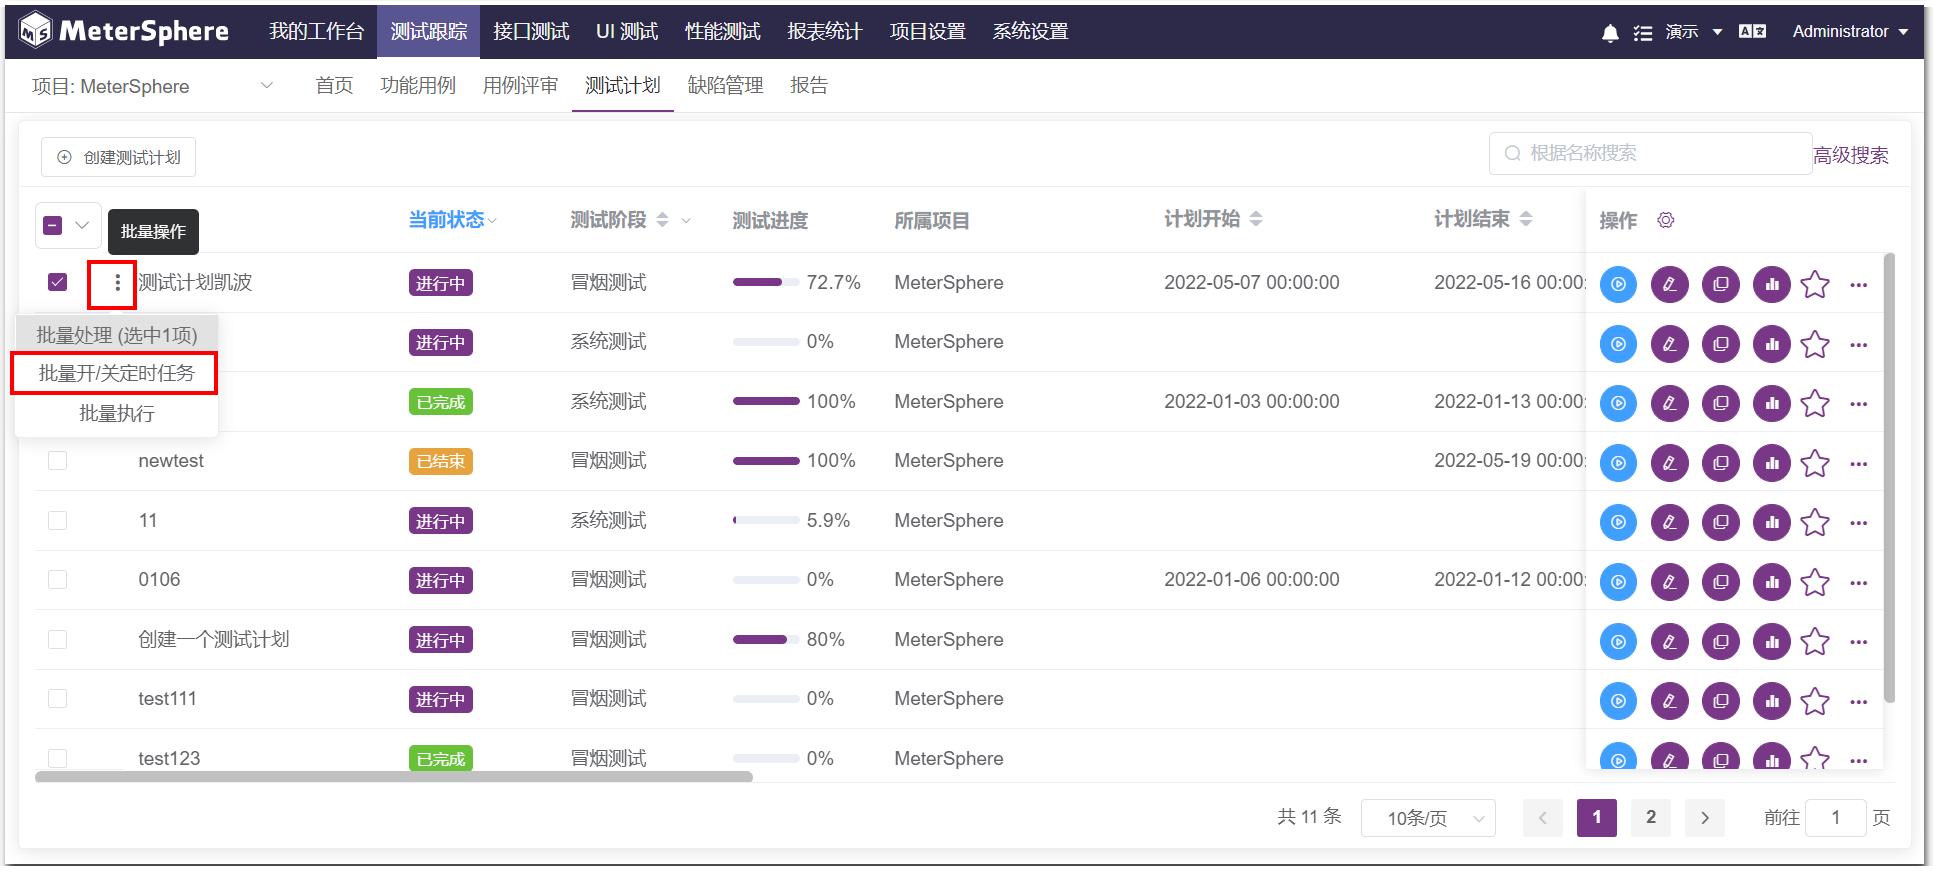 MeterSphere 我的工作台 测试跟踪 接口测试 UI 测试 性能测试 报表统计 项目设置 系统设置 演示 Administrator
项目: MeterSphere 首页 功能用例 用例评审 测试计划 缺陷管理 报告
创建测试计划 根据名称搜索 高级搜索
批量操作 当前状态 测试阶段 测试进度 所属项目 计划开始 计划结束 操作
测试计划凯波 进行中 冒烟测试 72.7% MeterSphere 2022-05-07 00:00:00 2022-05-16 00:00:
批量处理 (选中1项) 进行中 系统测试 0% MeterSphere
批量开/关定时任务
已完成 系统测试 100% MeterSphere 2022-01-03 00:00:00 2022-01-13 00:00:
批量执行
newtest 已结束 冒烟测试 100% MeterSphere 2022-05-19 00:00:
11 进行中 系统测试 5.9% MeterSphere
0106 进行中 冒烟测试 0% MeterSphere 2022-01-06 00:00:00 2022-01-12 00:00:
创建一个测试计划 进行中 冒烟测试 80% MeterSphere
test111 进行中 冒烟测试 0% MeterSphere
test123 已完成 冒烟测试 0% MeterSphere
共 11 条 10条/页 1 2 前往 1 页